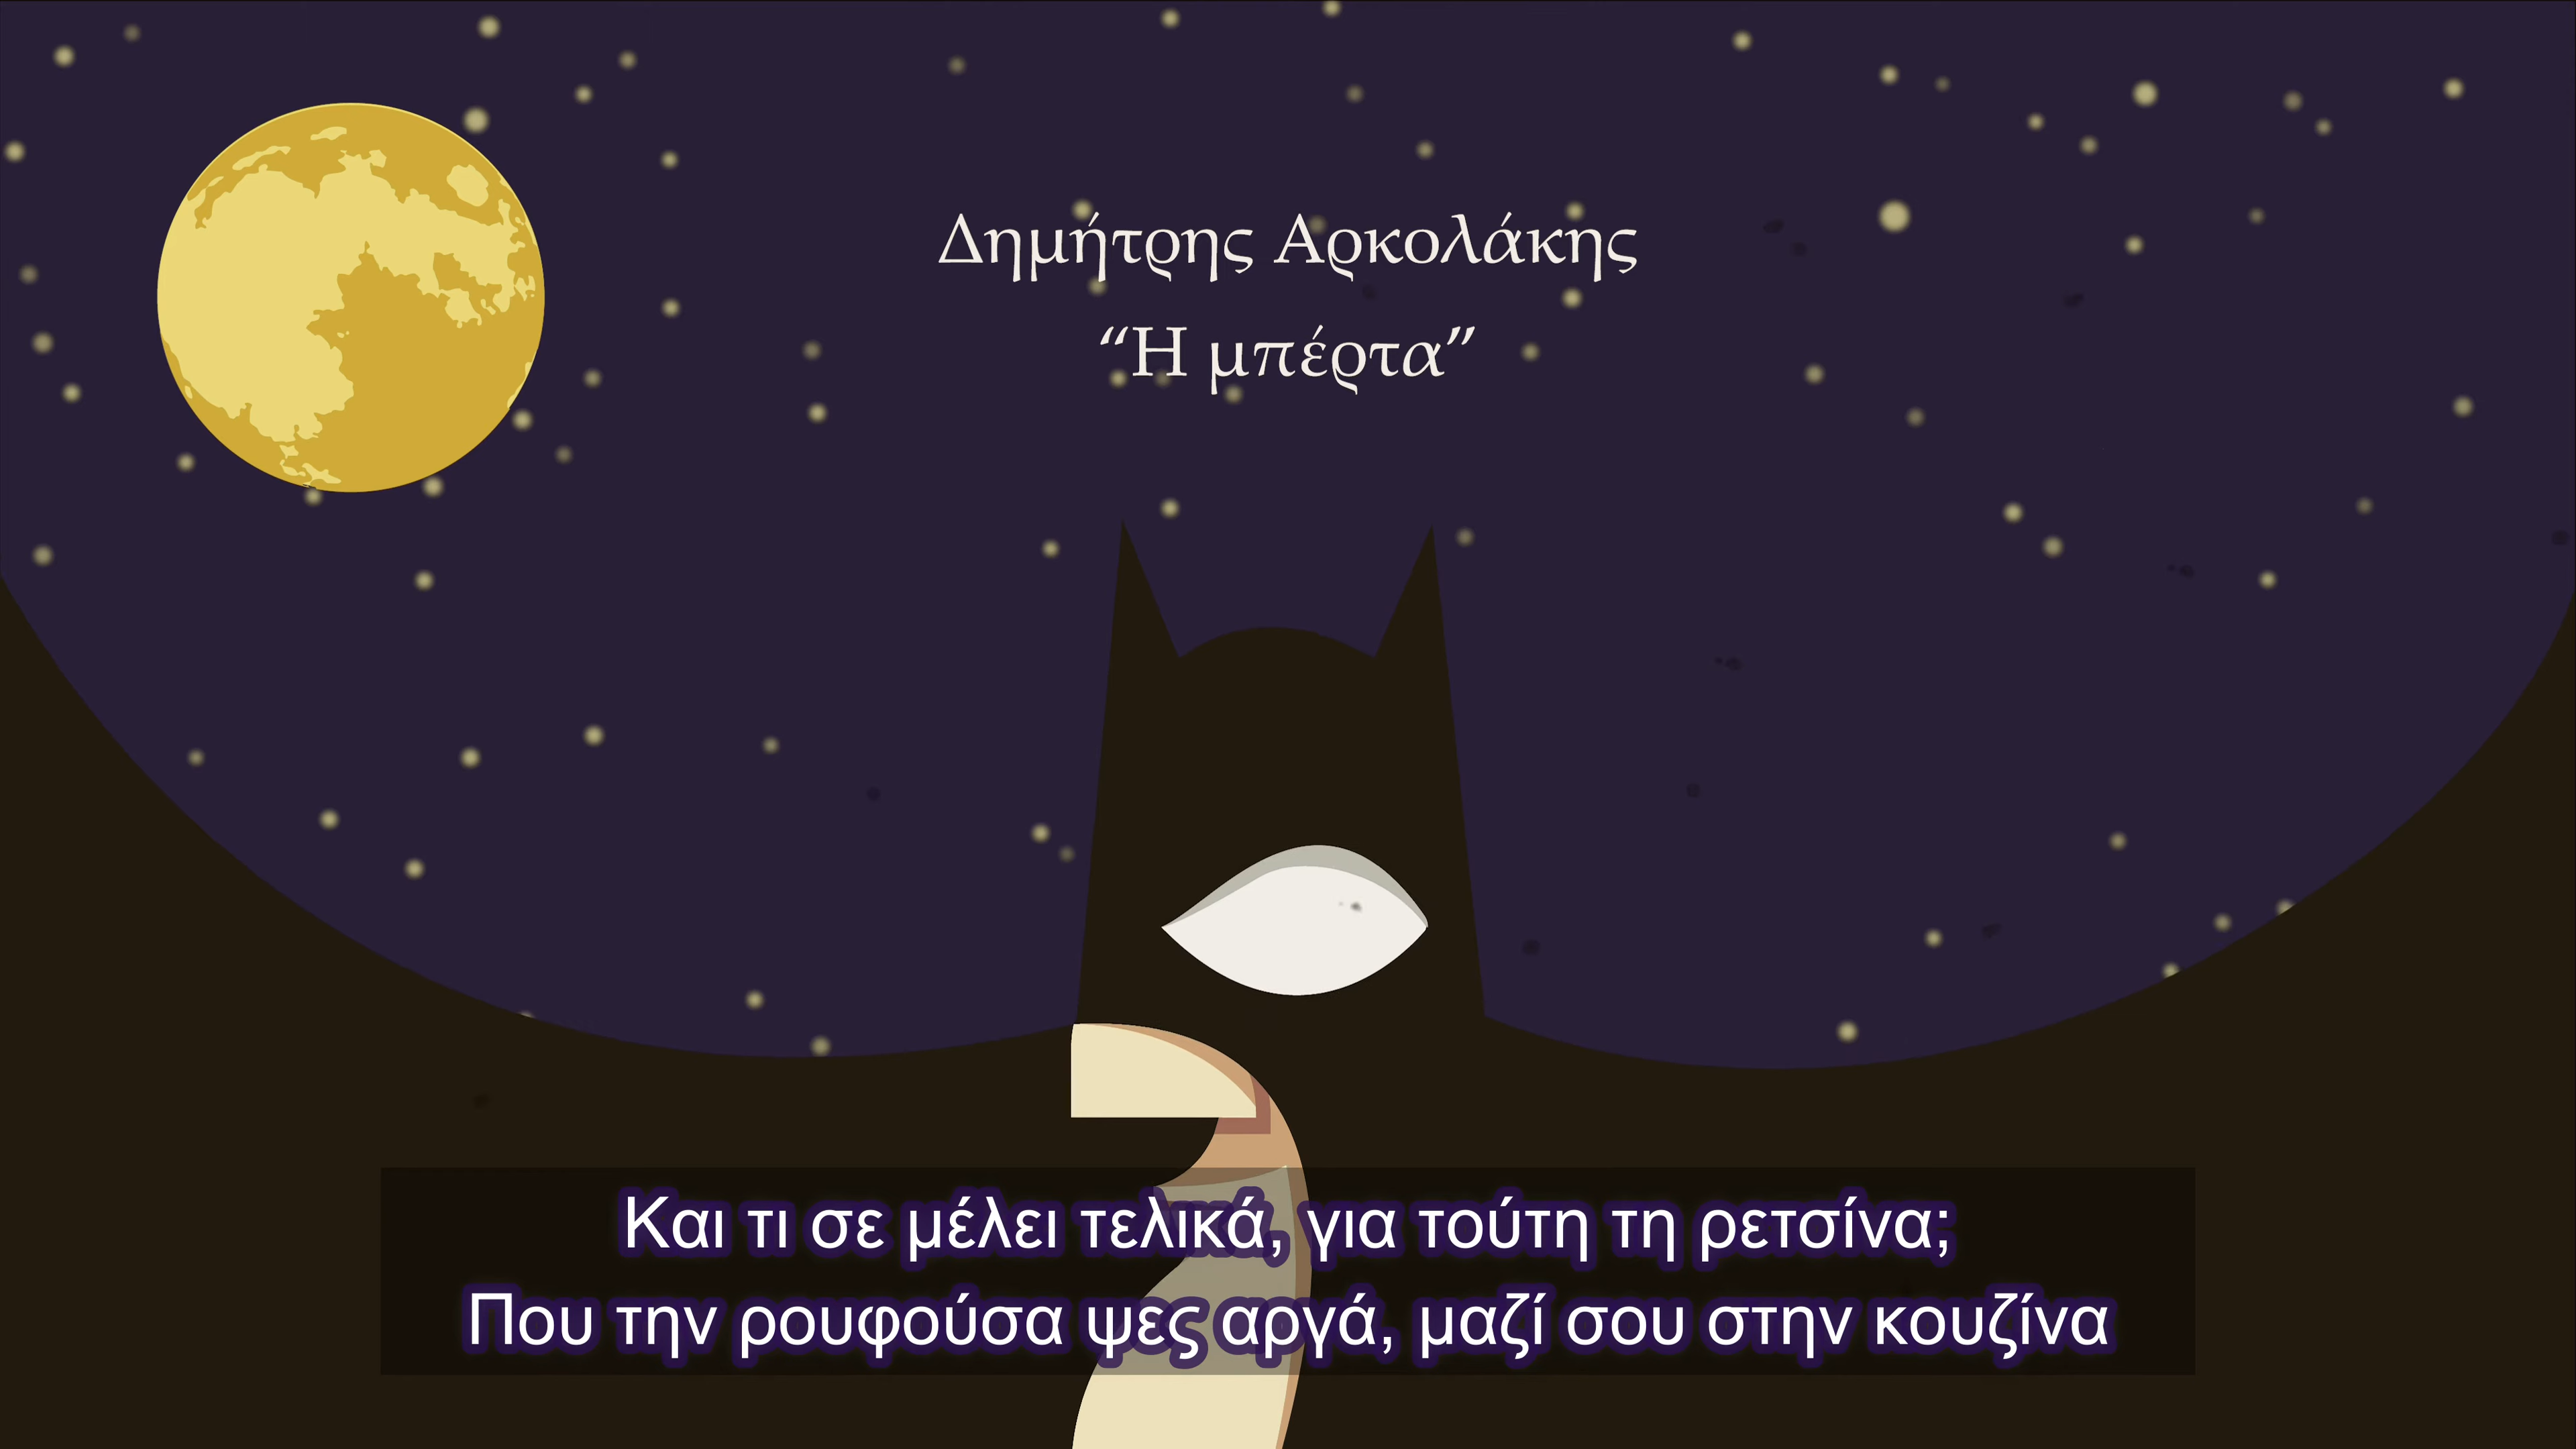 Δημήτρης Αρκολάκης
“Η μπέρτα”
Και τι σε μέλει τελικά, για τούτη τη ρετσίνα;
Που την ρουφούσα ψες αργά, μαζί σου στην κουζίνα